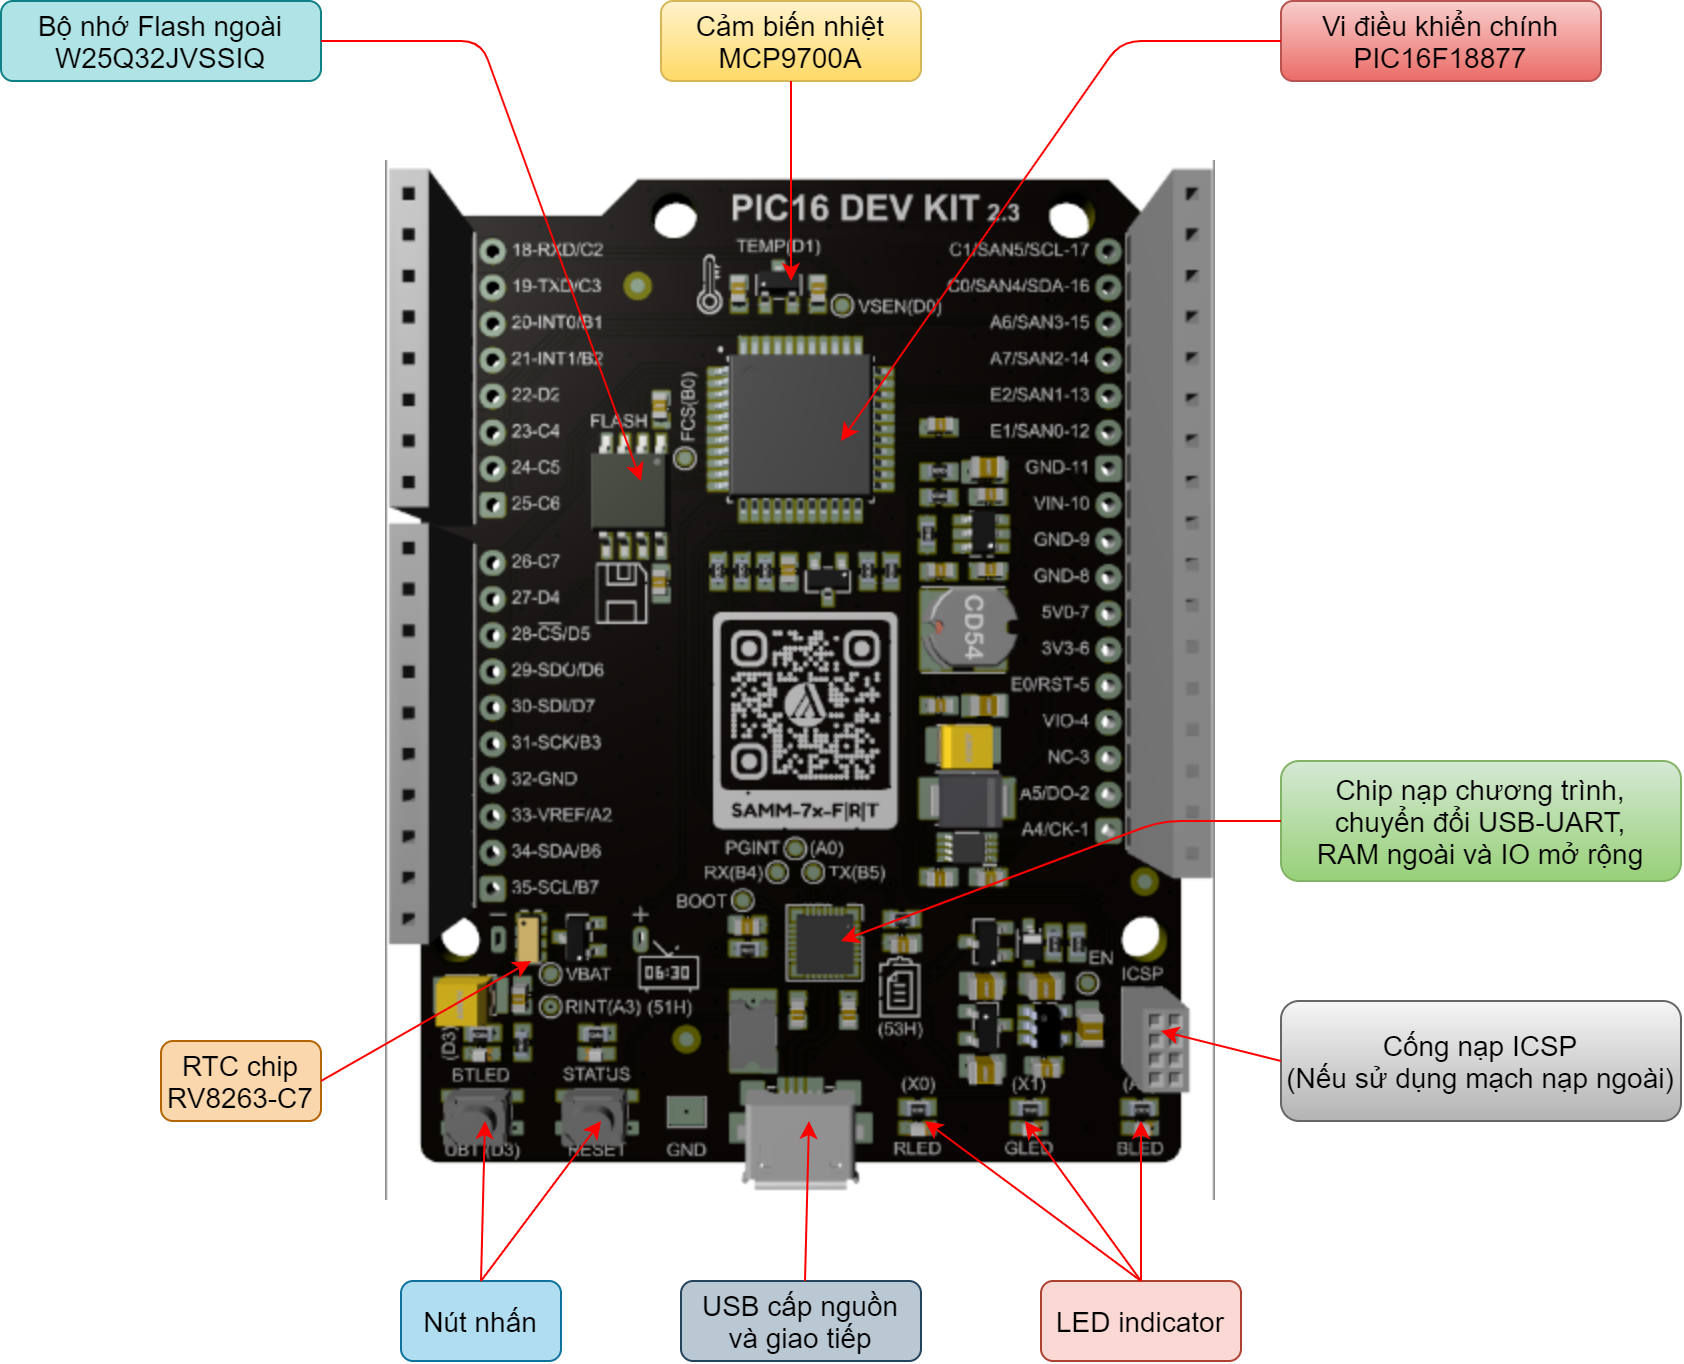 Bộ nhớ Flash ngoài
W25Q32JVSSIQ
Cảm biến nhiệt
MCP9700A
Vi điều khiển chính
PIC16F18877
PIC16 DEV KIT 2.3
TEMP(D1)
VSEN(D0)
18-RXD/C2
19-TXD/C3
20-INT0/B1
21-INT1/B2
22-D2
23-C4
24-C5
25-C6
26-C7
27-D4
28-CS/D5
29-SDO/D6
30-SDI/D7
31-SCK/B3
32-GND
33-VREF/A2
34-SDA/B6
35-SCL/B7
C1/SAN5/SCL-17
C0/SAN4/SDA-16
A6/SAN3-15
A7/SAN2-14
E2/SAN1-13
E1/SAN0-12
GND-11
VIN-10
GND-9
GND-8
5V0-7
3V3-6
E0/RST-5
VIO-4
NC-3
A5/DO-2
A4/CK-1
FLASH
FCS(B0)
CD54
SAMM-7x-F|R|T
PGINT (A0)
RX(B4) TX(B5)
BOOT
Chip nạp chương trình,
chuyển đổi USB-UART,
RAM ngoài và IO mở rộng
VBAT
06:30
RINT(A3) (51H)
(53H)
EN
ICSP
(D3)
BTLED
STATUS
UBT(D3)
RESET
GND
(X0)
RLED
(X1)
GLED
BLED
RTC chip
RV8263-C7
Cống nạp ICSP
(Nếu sử dụng mạch nạp ngoài)
Nút nhấn
USB cấp nguồn
và giao tiếp
LED indicator